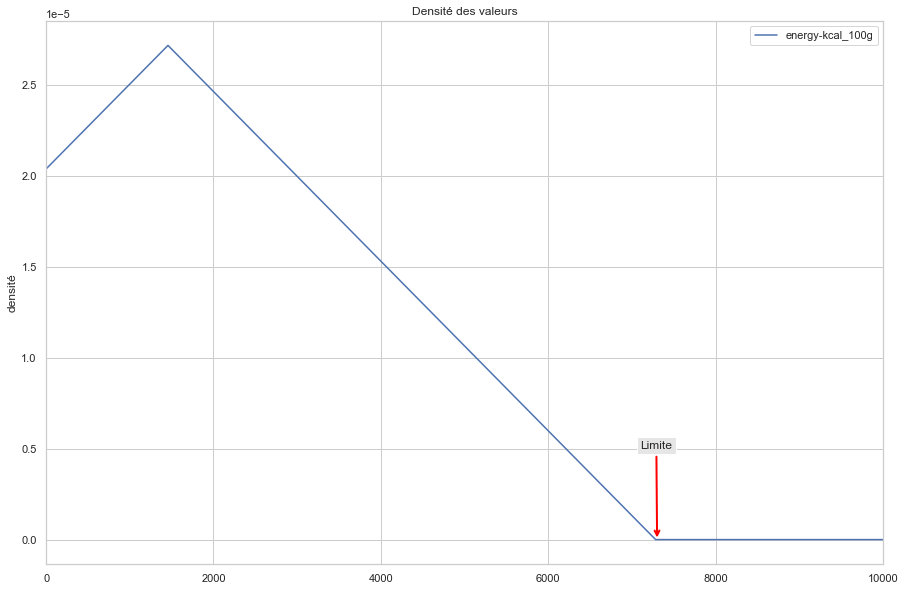 Densité des valeurs
1e−5
energy-kcal_100g
2.5
2.0
1.5
1.0
0.5
0.0
densité
Limite
0 2000 4000 6000 8000 10000